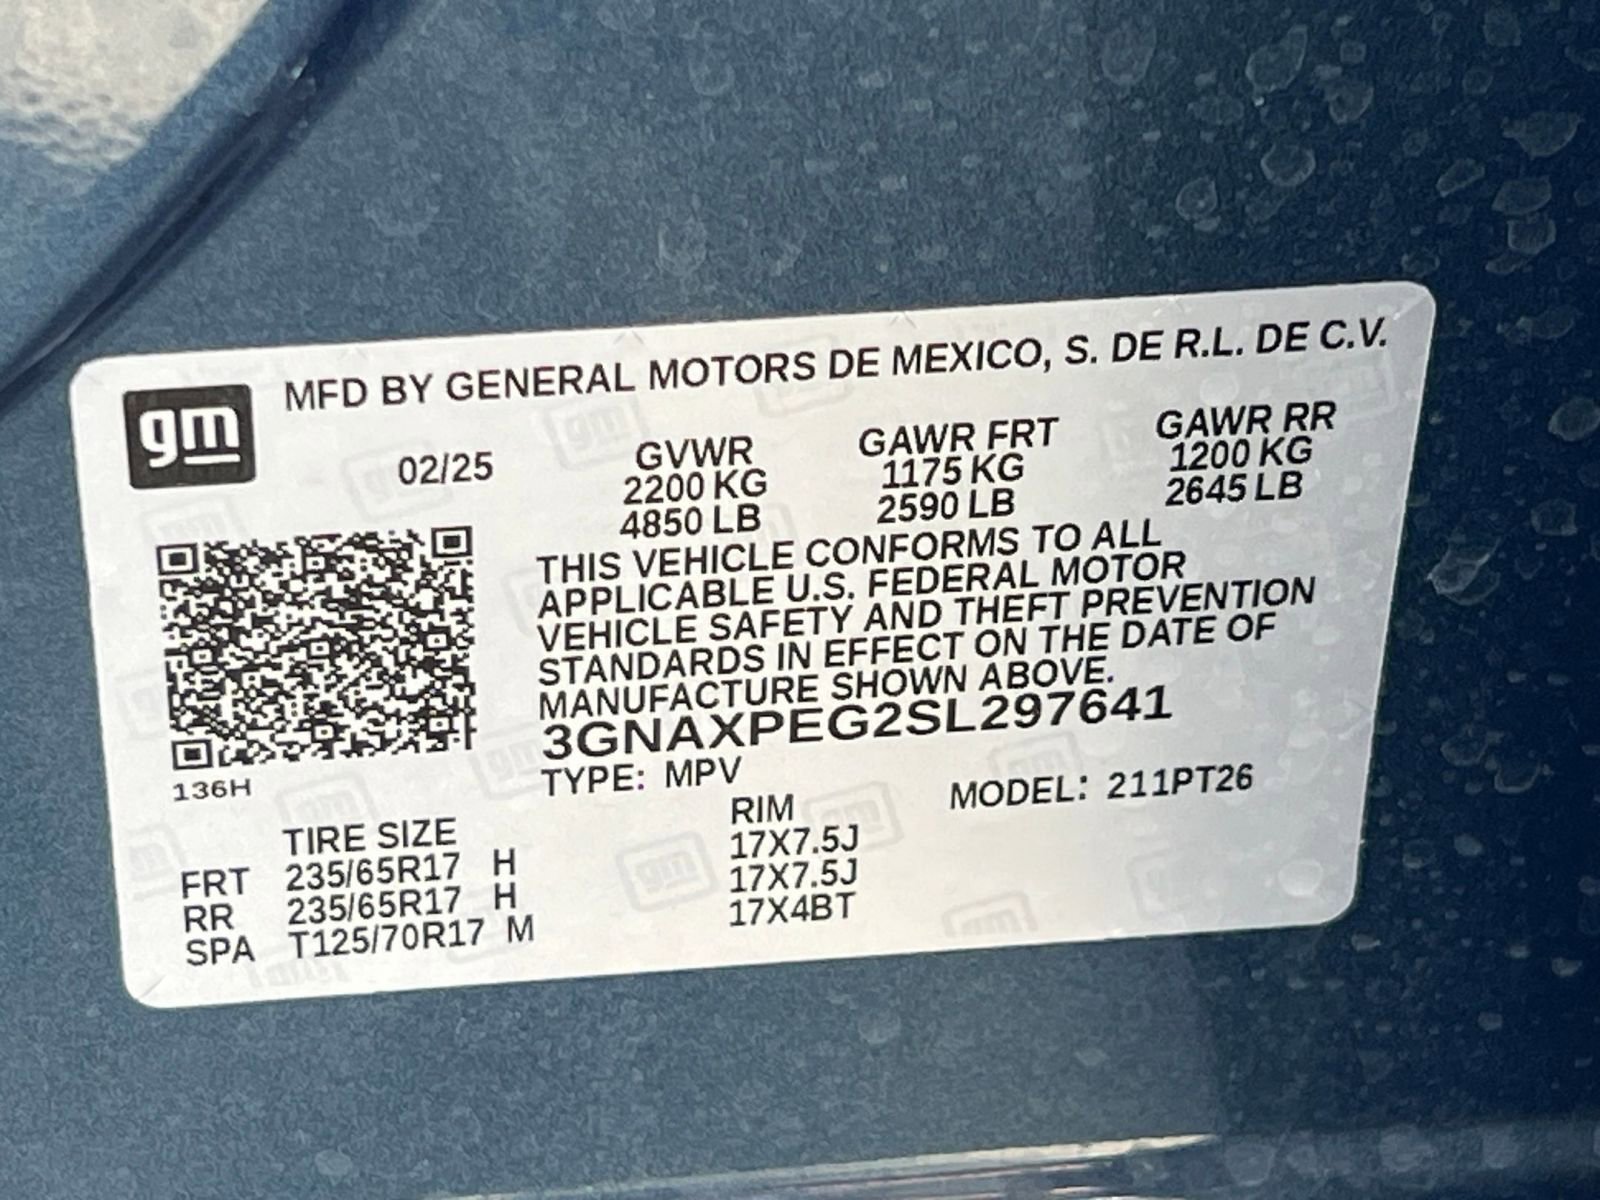 gm
MFD BY GENERAL MOTORS DE MEXICO, S. DE R.L. DE C.V.
02/25 GVWR GAWR FRT GAWR RR
2200 KG 1175 KG 1200 KG
4850 LB 2590 LB 2645 LB
THIS VEHICLE CONFORMS TO ALL
APPLICABLE U.S. FEDERAL MOTOR
VEHICLE SAFETY AND THEFT PREVENTION
STANDARDS IN EFFECT ON THE DATE OF
MANUFACTURE SHOWN ABOVE.
3GNAXPEG2SL297641
136H
TYPE: MPV MODEL: 211PT26
TIRE SIZE RIM
FRT 235/65R17 H 17X7.5J
RR 235/65R17 H 17X7.5J
SPA T125/70R17 M 17X4BT